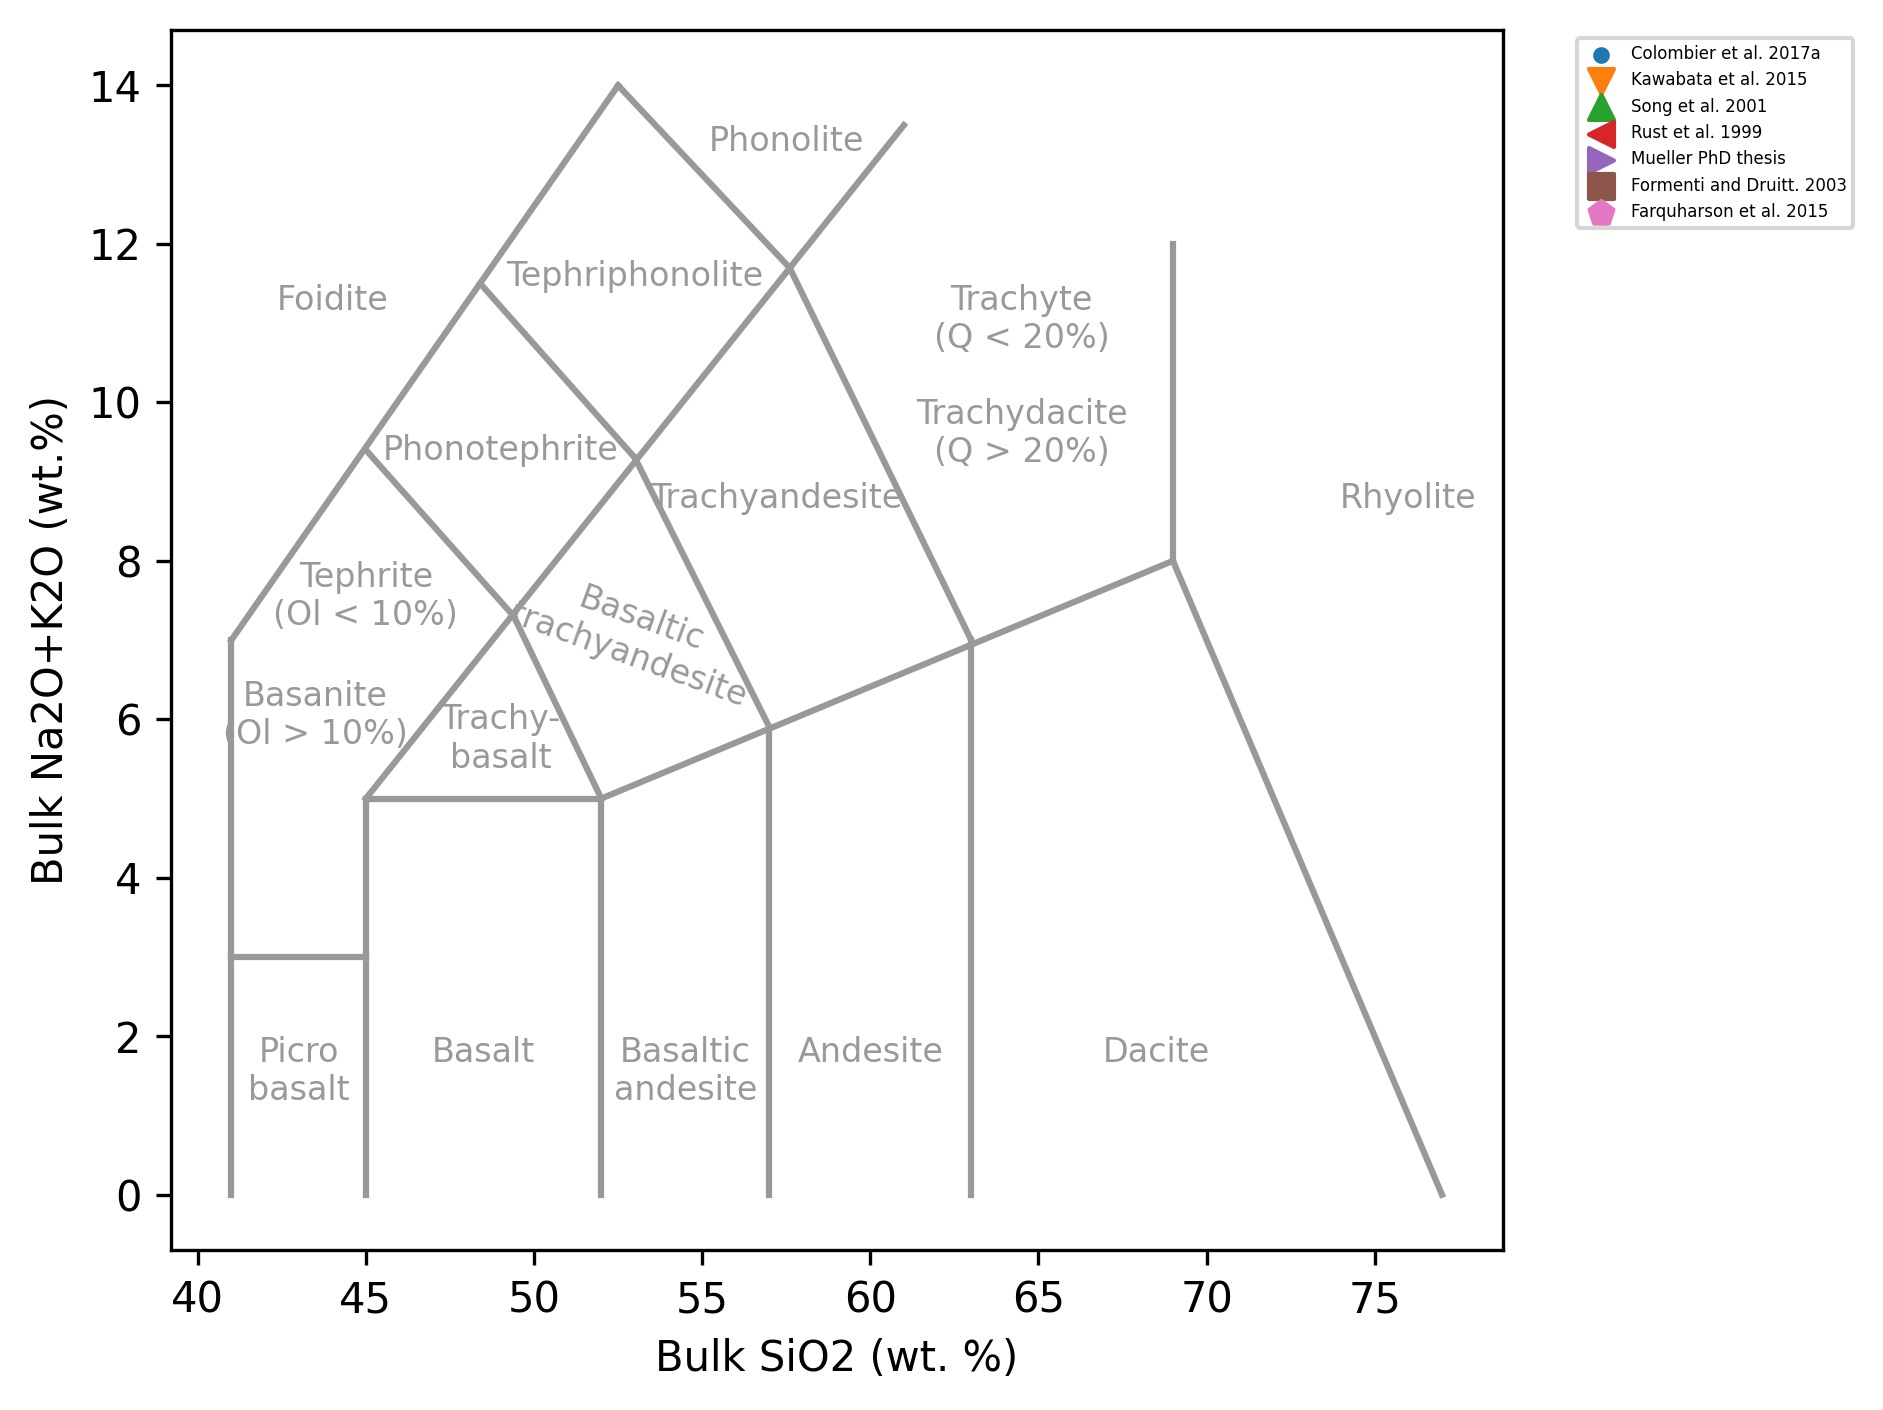 Phonolite
Tephriphonolite
Foidite
Trachyte
(Q < 20%)
Trachydacite
(Q > 20%)
Phonotephrite
Trachyandesite
Rhyolite
Tephrite
(Ol < 10%)
Basaltic
trachyandesite
Basanite
(Ol > 10%)
Trachy-
basalt
Picro
basalt
Basalt
Basaltic
andesite
Andesite
Dacite
14
12
10
8
6
4
2
0
40
45
50
55
60
65
70
75
Bulk Na2O+K2O (wt.%)
Bulk SiO2 (wt. %)
Colombier et al. 2017a
Kawabata et al. 2015
Song et al. 2001
Rust et al. 1999
Mueller PhD thesis
Formenti and Druitt. 2003
Farquharson et al. 2015